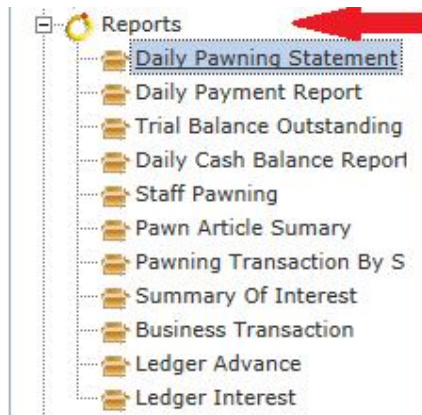 Reports
Daily Pawning Statement
Daily Payment Report
Trial Balance Outstanding
Daily Cash Balance Report
Staff Pawning
Pawn Article Sumary
Pawning Transaction By S
Summary Of Interest
Business Transaction
Ledger Advance
Ledger Interest